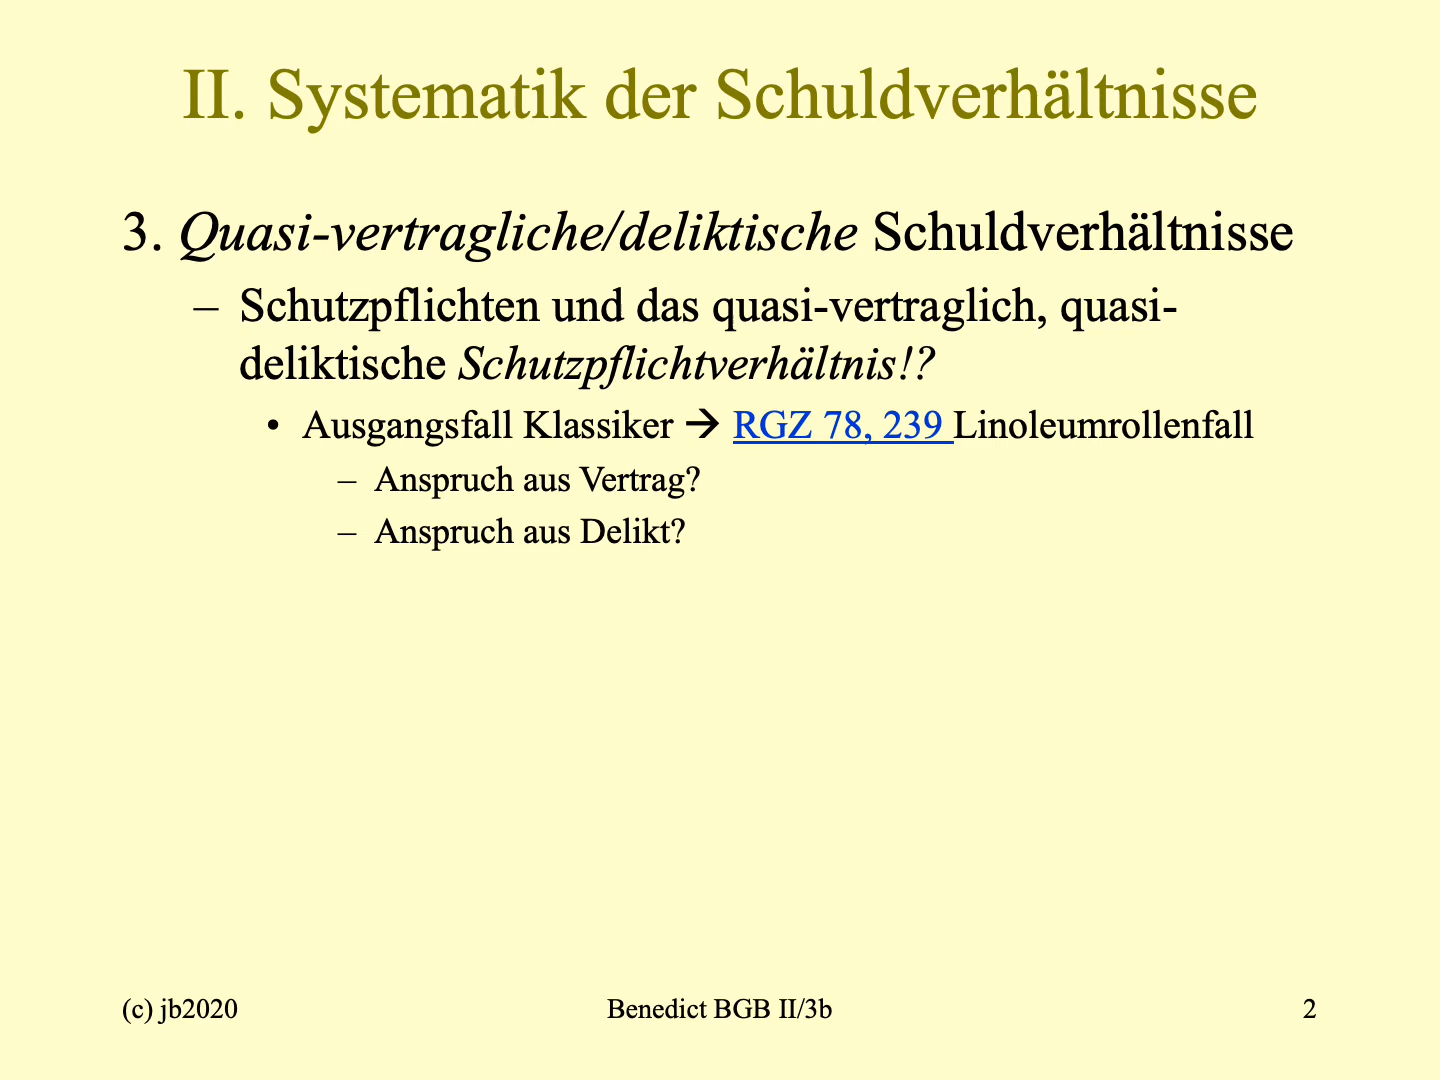 II. Systematik der Schuldverhältnisse
3. Quasi-vertragliche/deliktische Schuldverhältnisse
– Schutzpflichten und das quasi-vertraglich, quasi-
deliktische Schutzpflichtverhältnis!?
• Ausgangsfall Klassiker → RGZ 78, 239 Linoleumrollenfall
– Anspruch aus Vertrag?
– Anspruch aus Delikt?
(c) jb2020 Benedict BGB II/3b 2